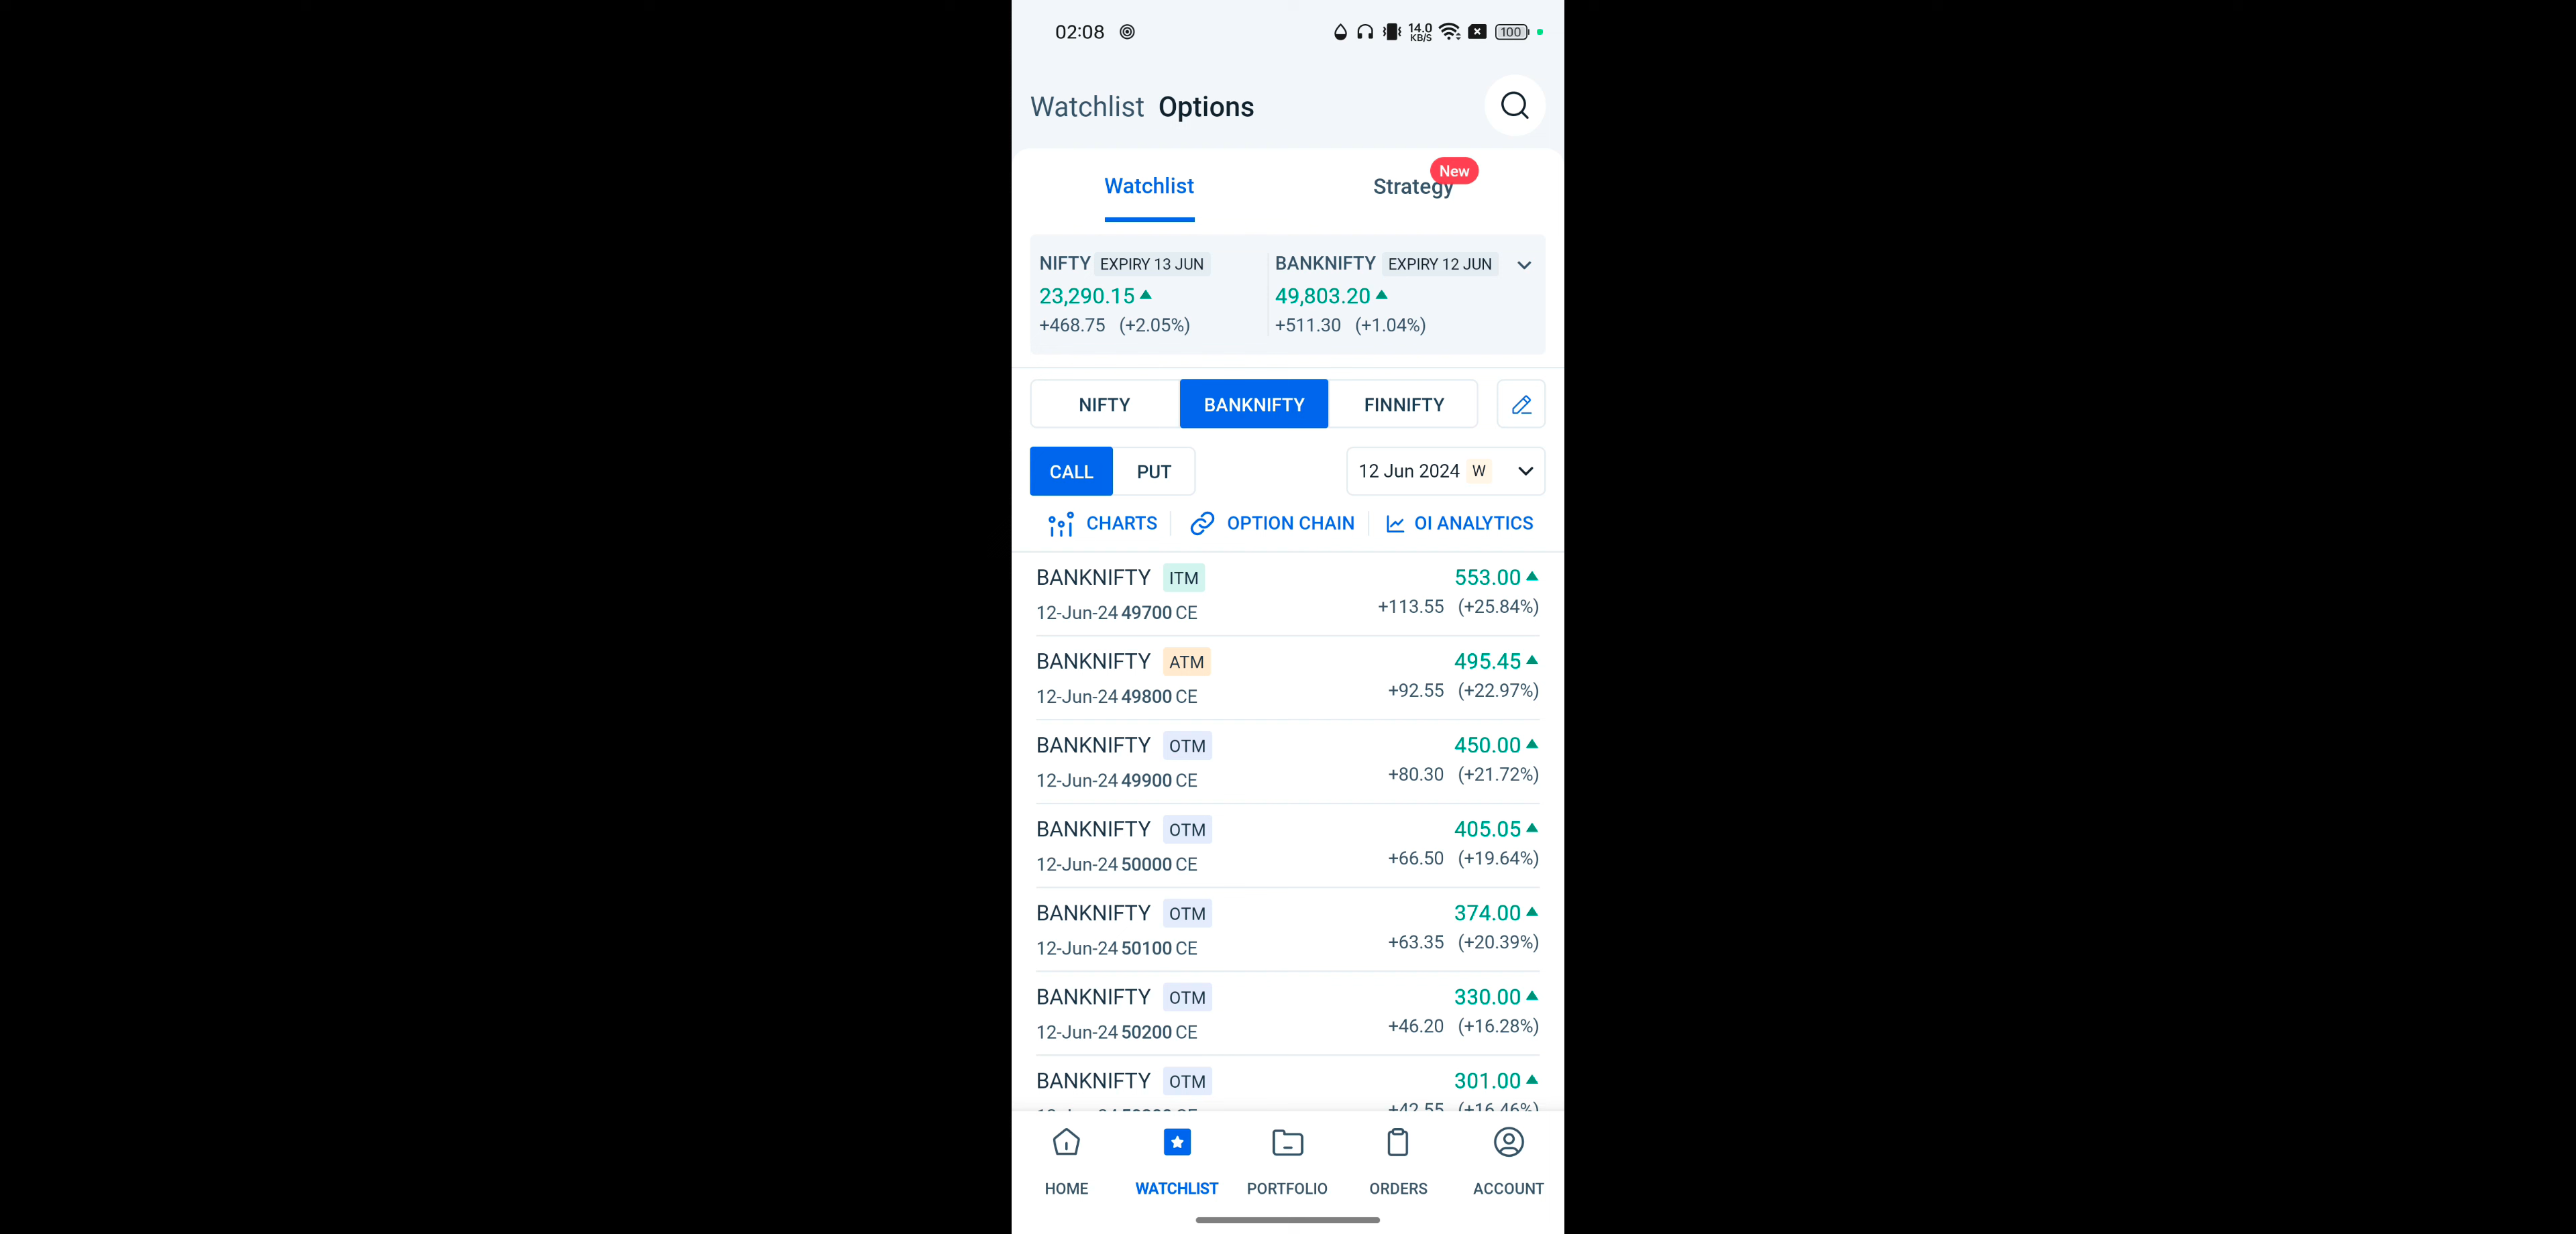 02:08 14.0 KB/S 100
Watchlist Options
New
Watchlist Strategy
NIFTY EXPIRY 13 JUN BANKNIFTY EXPIRY 12 JUN
23,290.15 49,803.20
+468.75 (+2.05%) +511.30 (+1.04%)
NIFTY BANKNIFTY FINNIFTY
CALL PUT 12 Jun 2024 W
CHARTS OPTION CHAIN OI ANALYTICS
BANKNIFTY ITM 553.00
12-Jun-24 49700 CE +113.55 (+25.84%)
BANKNIFTY ATM 495.45
12-Jun-24 49800 CE +92.55 (+22.97%)
BANKNIFTY OTM 450.00
12-Jun-24 49900 CE +80.30 (+21.72%)
BANKNIFTY OTM 405.05
12-Jun-24 50000 CE +66.50 (+19.64%)
BANKNIFTY OTM 374.00
12-Jun-24 50100 CE +63.35 (+20.39%)
BANKNIFTY OTM 330.00
12-Jun-24 50200 CE +46.20 (+16.28%)
BANKNIFTY OTM 301.00
+42.55 (+16.46%)
HOME WATCHLIST PORTFOLIO ORDERS ACCOUNT